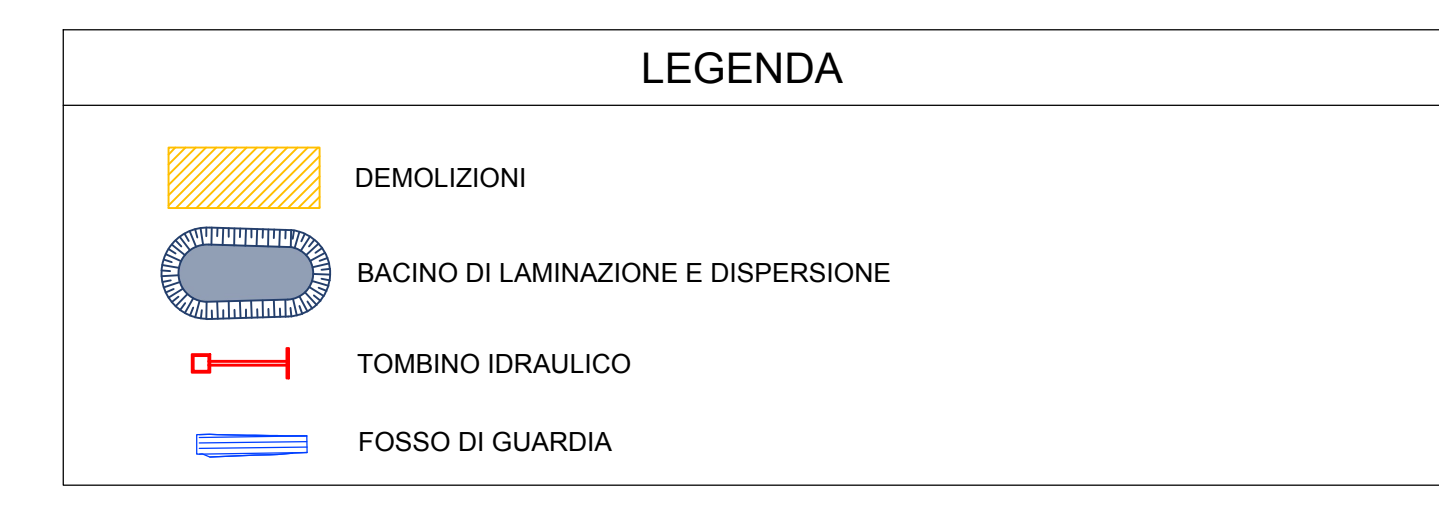 LEGENDA
DEMOLIZIONI
BACINO DI LAMINAZIONE E DISPERSIONE
TOMBINO IDRAULICO
FOSSO DI GUARDIA